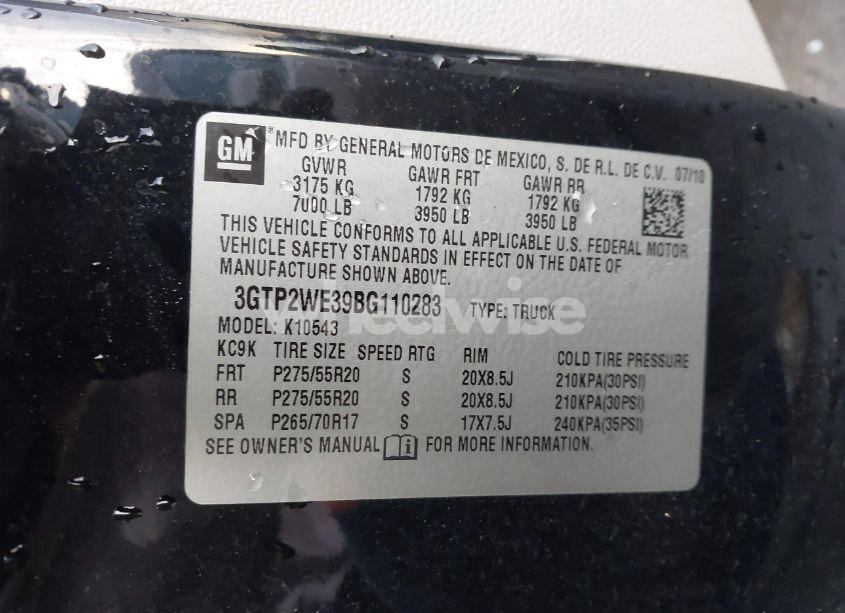 GM
® MFD BY GENERAL MOTORS DE MEXICO, S. DE R.L. DE C.V. 07/10
GVWR GAWR FRT GAWR RR
3175 KG 1792 KG 1792 KG
7000 LB 3950 LB 3950 LB
THIS VEHICLE CONFORMS TO ALL APPLICABLE U.S. FEDERAL MOTOR
VEHICLE SAFETY STANDARDS IN EFFECT ON THE DATE OF
MANUFACTURE SHOWN ABOVE.
3GTP2WE39BG110283 TYPE: TRUCK
wheelwise
MODEL: K10543
KC9K TIRE SIZE SPEED RTG RIM COLD TIRE PRESSURE
FRT P275/55R20 S 20X8.5J 210KPA(30PSI)
RR P275/55R20 S 20X8.5J 210KPA(30PSI)
SPA P265/70R17 S 17X7.5J 240KPA(35PSI)
SEE OWNER'S MANUAL i FOR MORE INFORMATION.